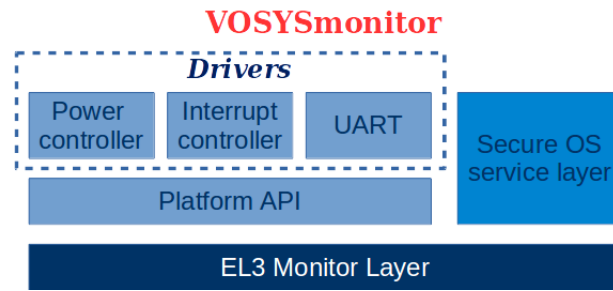 VOSYSmonitor
Drivers
Power
controller
Interrupt
controller
UART
Secure OS
service layer
Platform API
EL3 Monitor Layer